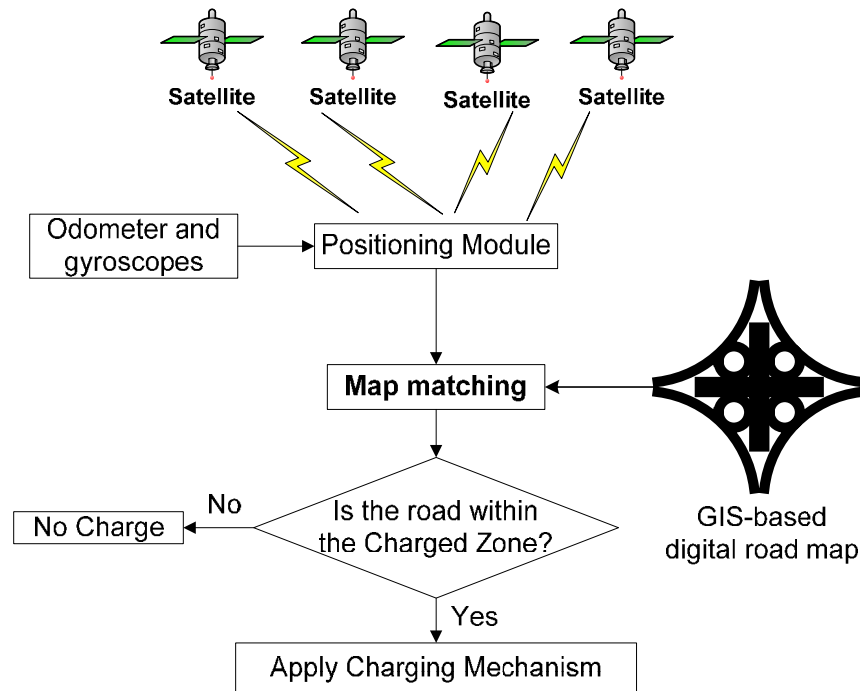 Satellite
Satellite
Satellite
Satellite
Odometer and
gyroscopes
Positioning Module
Map matching
No
Is the road within
the Charged Zone?
No Charge
GIS-based
digital road map
Yes
Apply Charging Mechanism